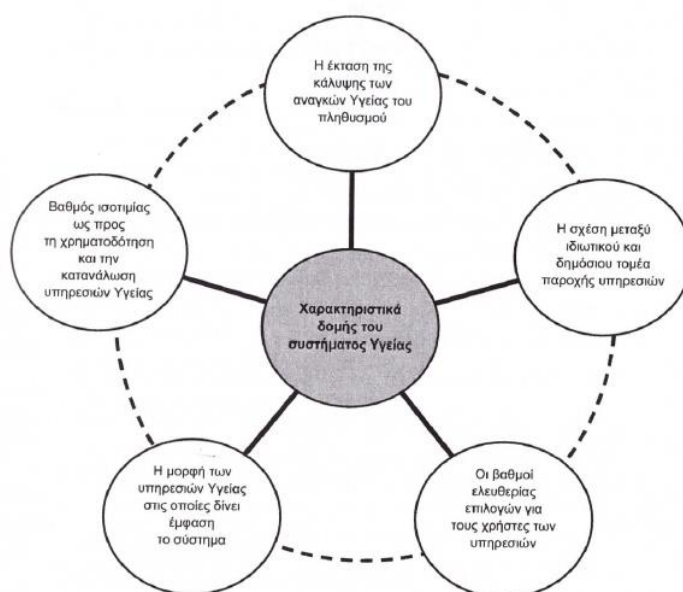 Η έκταση της
κάλυψης των
αναγκών Υγείας του
πληθυσμού
Βαθμός ισοτιμίας
ως προς
τη χρηματοδότηση
και την
κατανάλωση
υπηρεσιών Υγείας
Η σχέση μεταξύ
ιδιωτικού και
δημόσιου τομέα
παροχής υπηρεσιών
Χαρακτηριστικά
δομής του
συστήματος Υγείας
Η μορφή των
υπηρεσιών Υγείας
στις οποίες δίνει
έμφαση
το σύστημα
Οι βαθμοί
ελευθερίας
επιλογών για
τους χρήστες των
υπηρεσιών